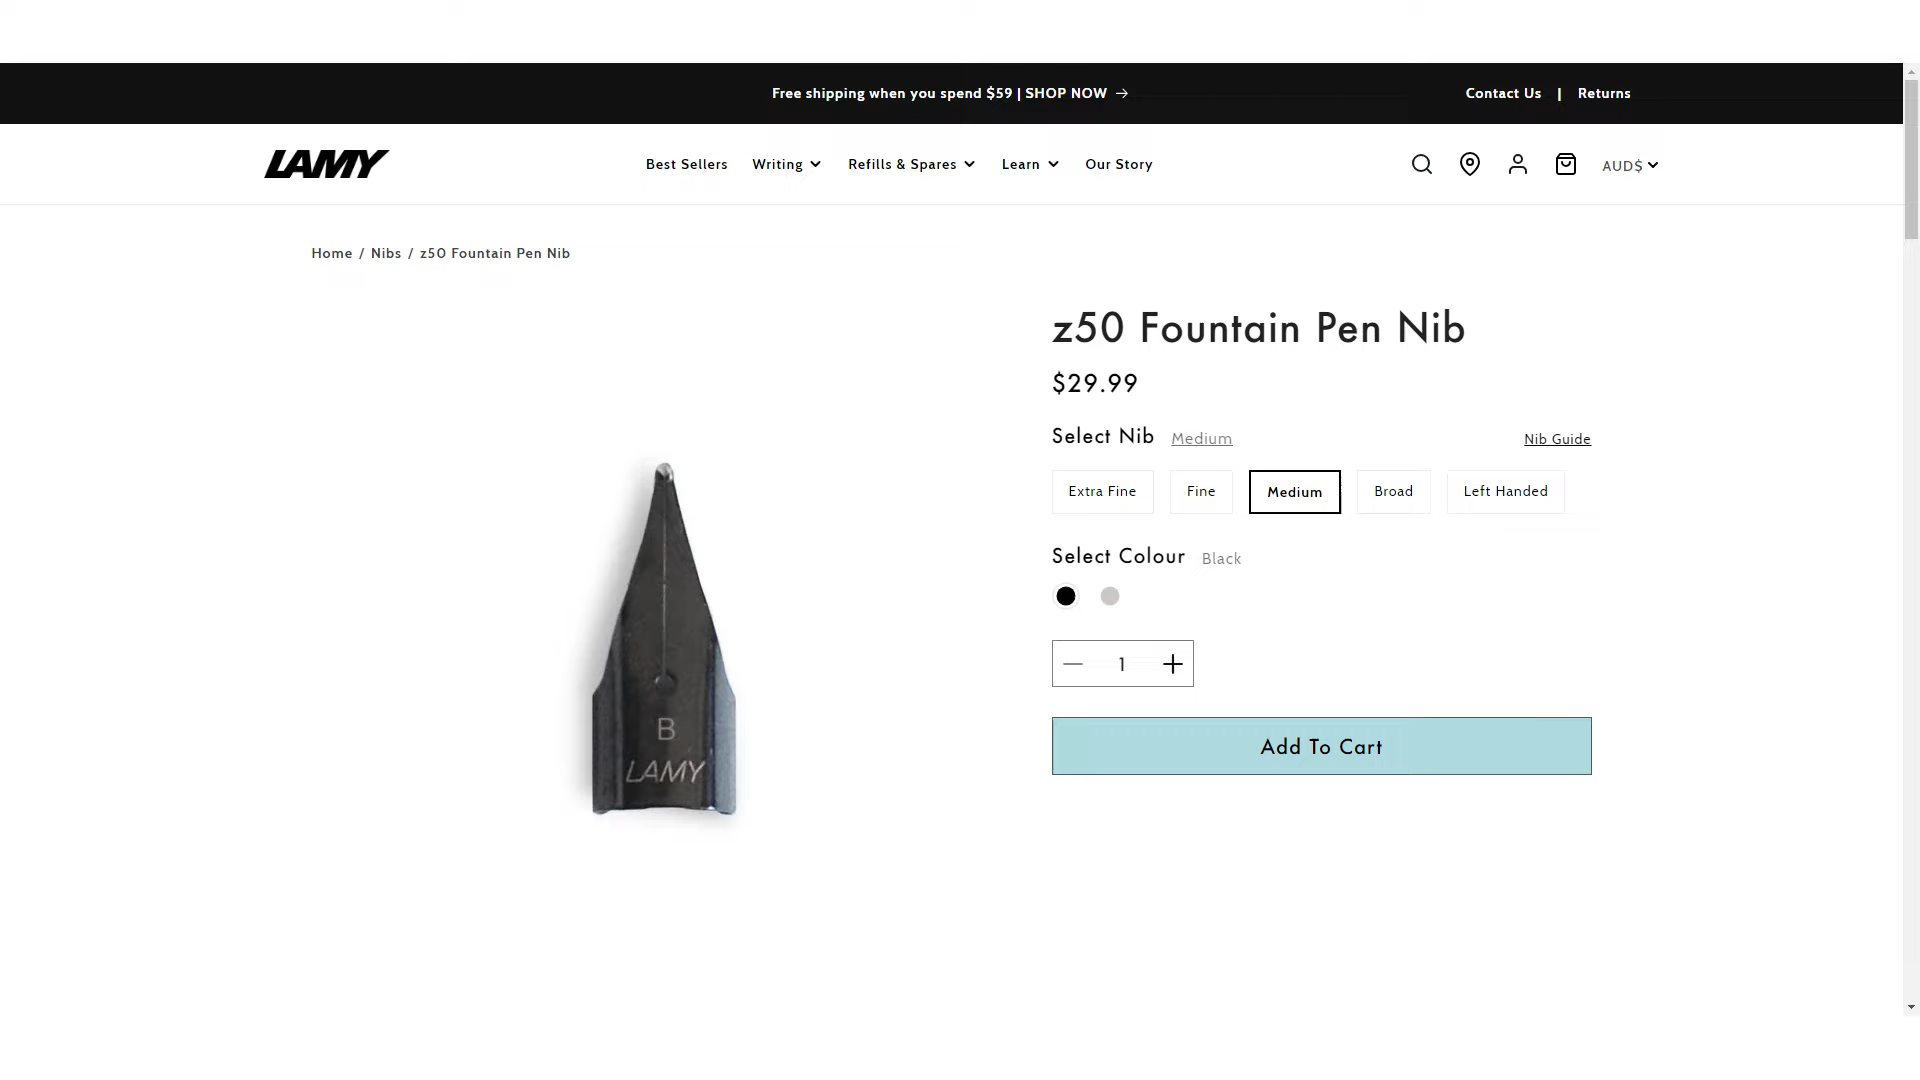 Free shipping when you spend $59 | SHOP NOW →
Contact Us | Returns
LAMY
Best Sellers Writing Refills & Spares Learn Our Story
AUD$
Home / Nibs / z50 Fountain Pen Nib
z50 Fountain Pen Nib
$29.99
Select Nib Medium Nib Guide
Extra Fine Fine Medium Broad Left Handed
Select Colour Black
1
Add To Cart
B
LAMY